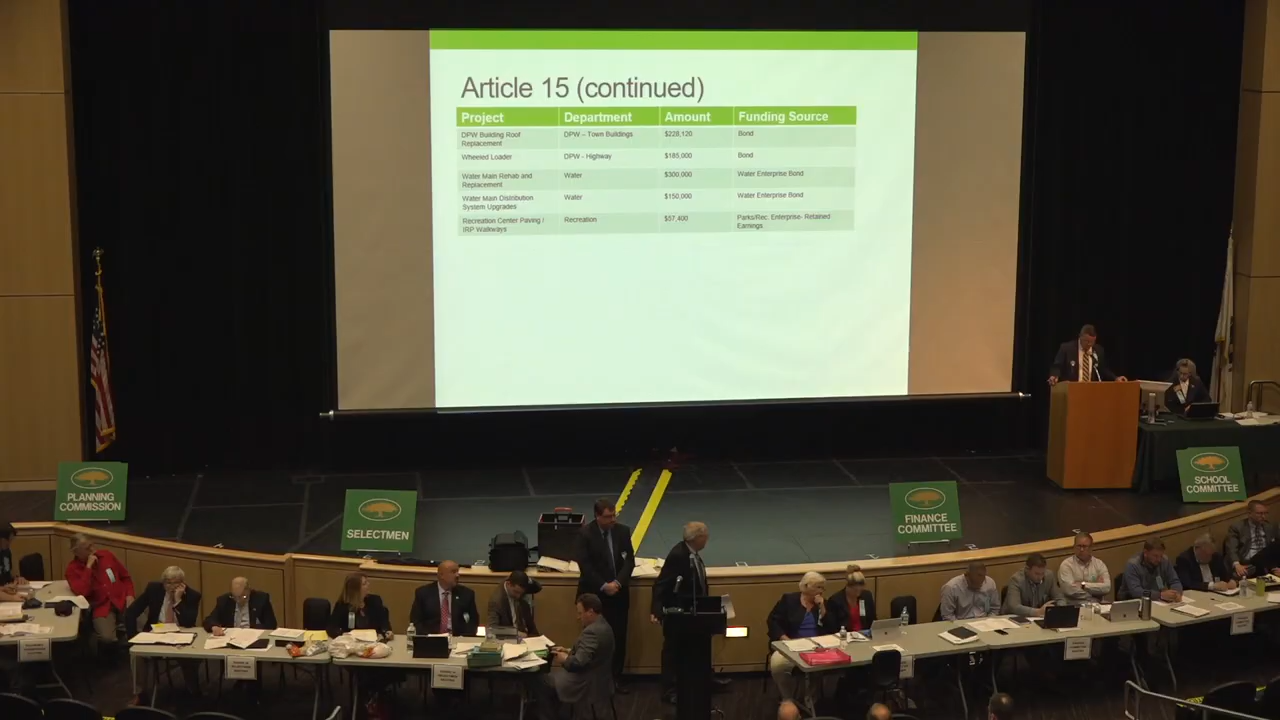 Article 15 (continued)
Project Department Amount Funding Source
DPW Building Roof Replacement DPW – Town Buildings $228,120 Bond
Wheeled Loader DPW - Highway $185,000 Bond
Water Main Rehab and Replacement Water $300,000 Water Enterprise Bond
Water Main Distribution System Upgrades Water $150,000 Water Enterprise Bond
Recreation Center Paving / IRP Walkways Recreation $57,400 Parks/Rec. Enterprise- Retained Earnings
PLANNING
COMMISSION
SELECTMEN
FINANCE
COMMITTEE
SCHOOL
COMMITTEE